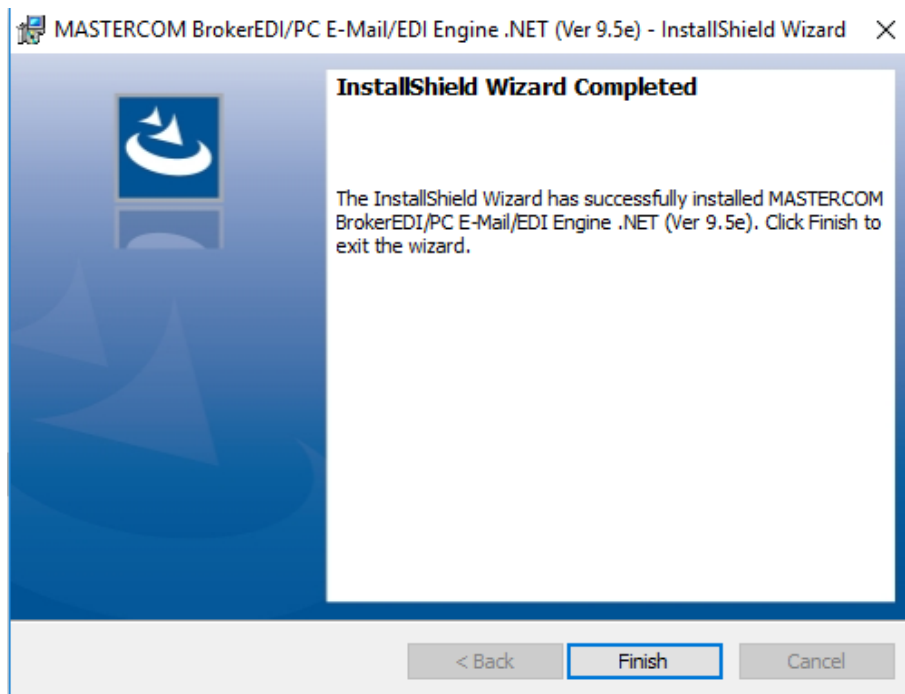 MASTERCOM BrokerEDI/PC E-Mail/EDI Engine .NET (Ver 9.5e) - InstallShield Wizard
InstallShield Wizard Completed
The InstallShield Wizard has successfully installed MASTERCOM
BrokerEDI/PC E-Mail/EDI Engine .NET (Ver 9.5e). Click Finish to
exit the wizard.
< Back Finish Cancel